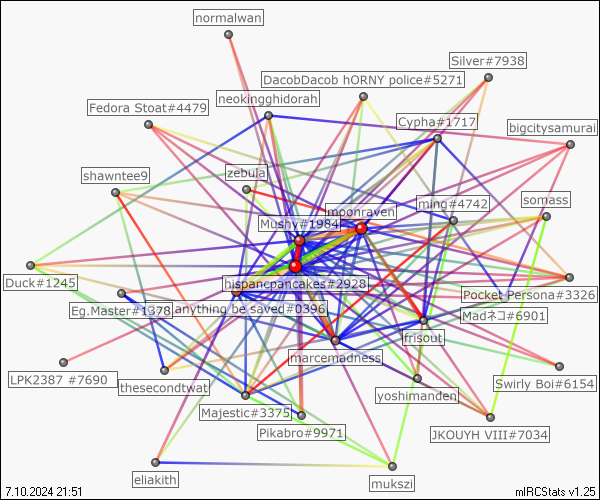 normalwan
Silver#7938
DacobDacob hORNY police#5271
neokingghidorah
Fedora Stoat#4479
Cypha#1717
bigcitysamurai
shawntee9
zebula
ming#4742
somass
moonraven
Mushy#1984
Duck#1245
hispancpancakes#2928
Pocket Persona#3326
Eg.Master#1378
anything be saved#0396
Madネコ#6901
frisout
marcemadness
LPK2387 #7690
thesecondtwat
Swirly Boi#6154
yoshimanden
Majestic#3375
Pikabro#9971
JKOUYH VIII#7034
eliakith
mukszi
7.10.2024 21:51
mIRCStats v1.25